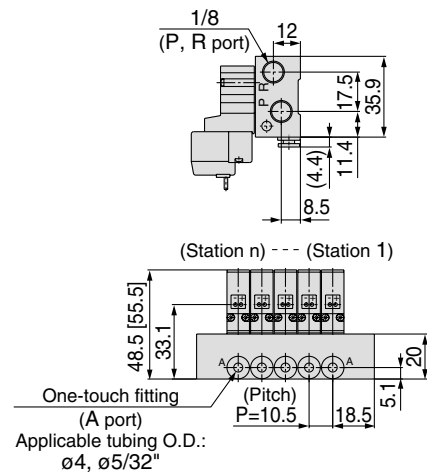 1/8
(P, R port)
12
R
P
17.5
35.9
11.4
(4.4)
8.5
(Station n) --- (Station 1)
48.5 [55.5]
33.1
A
A
20
5.1
One-touch fitting
(A port)
Applicable tubing O.D.:
ø4, ø5/32"
(Pitch)
P=10.5
18.5